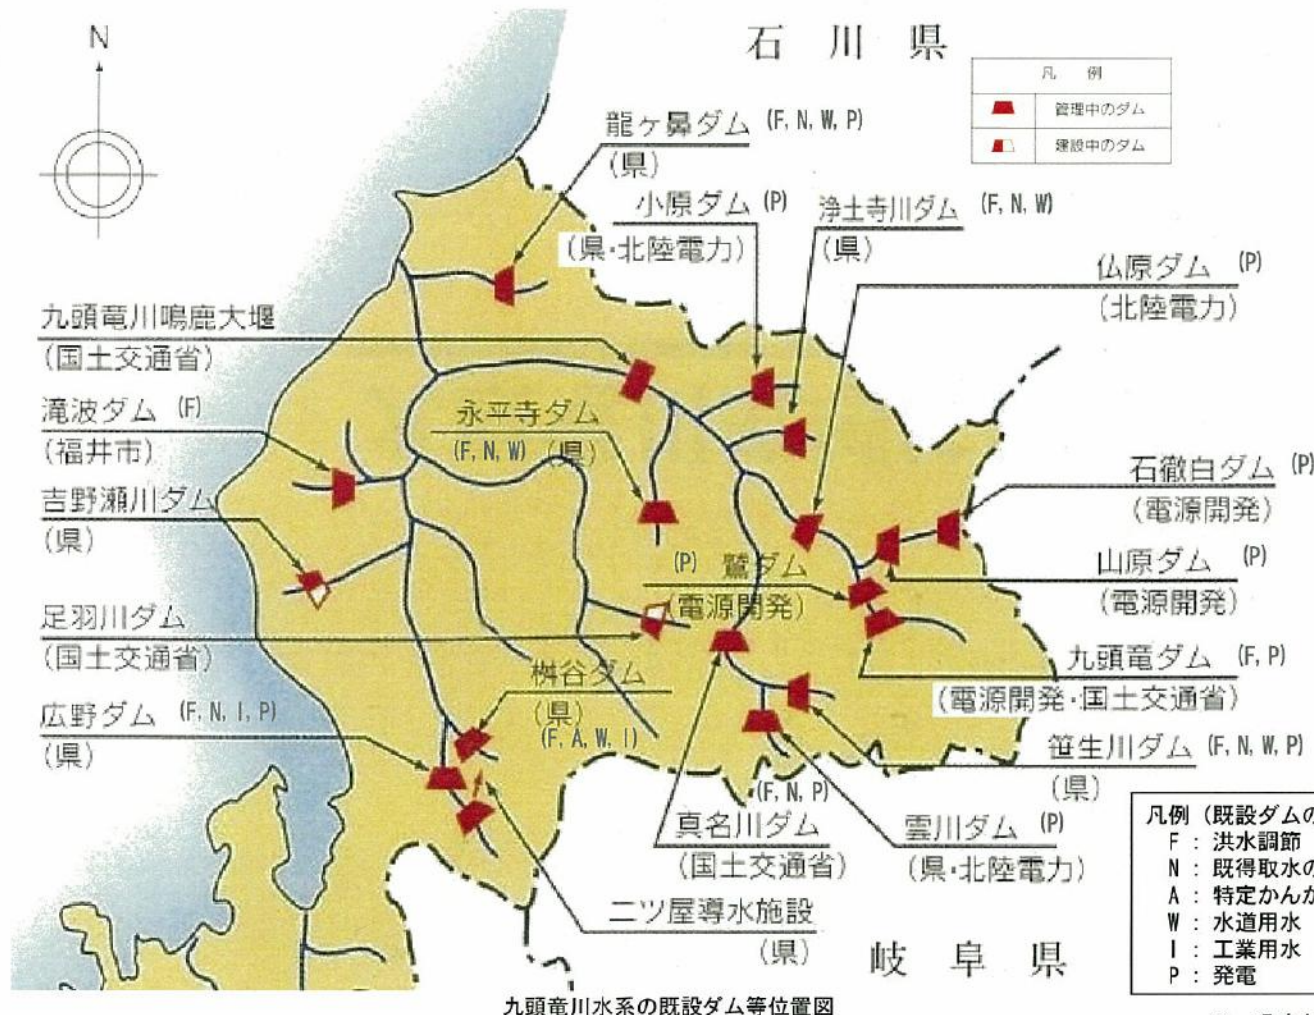 N
石川県
凡 例
管理中のダム
建設中のダム
龍ヶ鼻ダム (F, N, W, P)
(県)
小原ダム (P)
(県・北陸電力)
浄土寺川ダム (F, N, W)
(県)
仏原ダム (P)
(北陸電力)
九頭竜川鳴鹿大堰
(国土交通省)
滝波ダム (F)
(福井市)
永平寺ダム
(F, N, W) (県)
吉野瀬川ダム
(県)
石徹白ダム (P)
(電源開発)
(P) 鷲ダム
(電源開発)
山原ダム (P)
(電源開発)
足羽川ダム
(国土交通省)
九頭竜ダム (F, P)
(電源開発・国土交通省)
桝谷ダム
(県)
(F, A, W, I)
広野ダム (F, N, I, P)
(県)
笹生川ダム (F, N, W, P)
(県)
(F, N, P)
真名川ダム
(国土交通省)
雲川ダム (P)
(県・北陸電力)
二ツ屋導水施設
(県)
岐阜県
凡例(既設ダムの
F : 洪水調節
N : 既得取水の
A : 特定かんが
W : 水道用水
I : 工業用水
P : 発電
九頭竜川水系の既設ダム等位置図